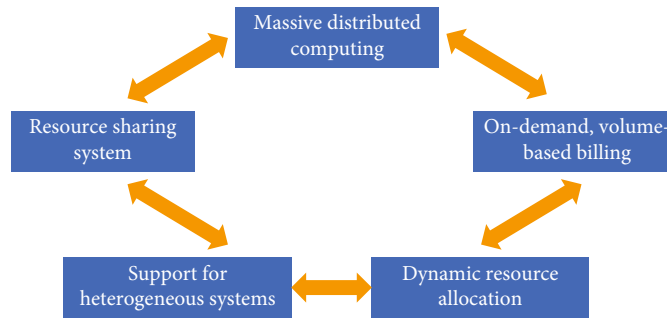 Massive distributed
computing
Resource sharing
system
On-demand, volume-
based billing
Support for
heterogeneous systems
Dynamic resource
allocation